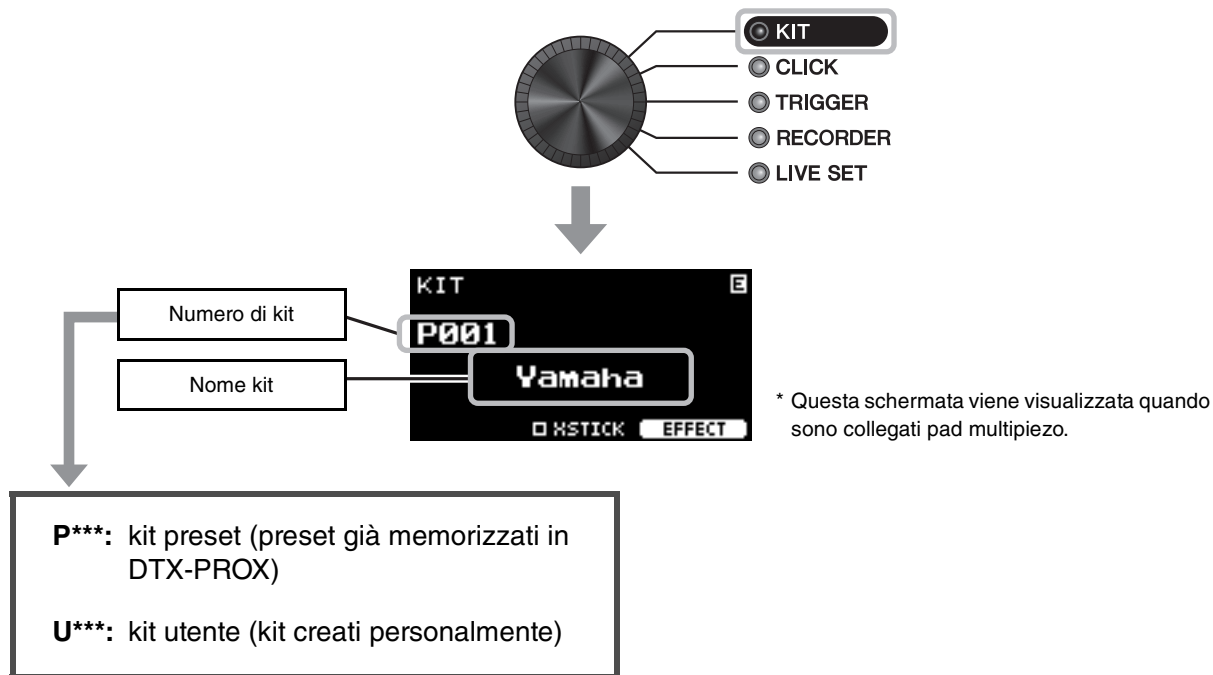 KIT
CLICK
TRIGGER
RECORDER
LIVE SET
KIT E
Numero di kit
P001
Nome kit
Yamaha
XSTICK EFFECT
* Questa schermata viene visualizzata quando
sono collegati pad multipiezo.
P***: kit preset (preset già memorizzati in
DTX-PROX)
U***: kit utente (kit creati personalmente)